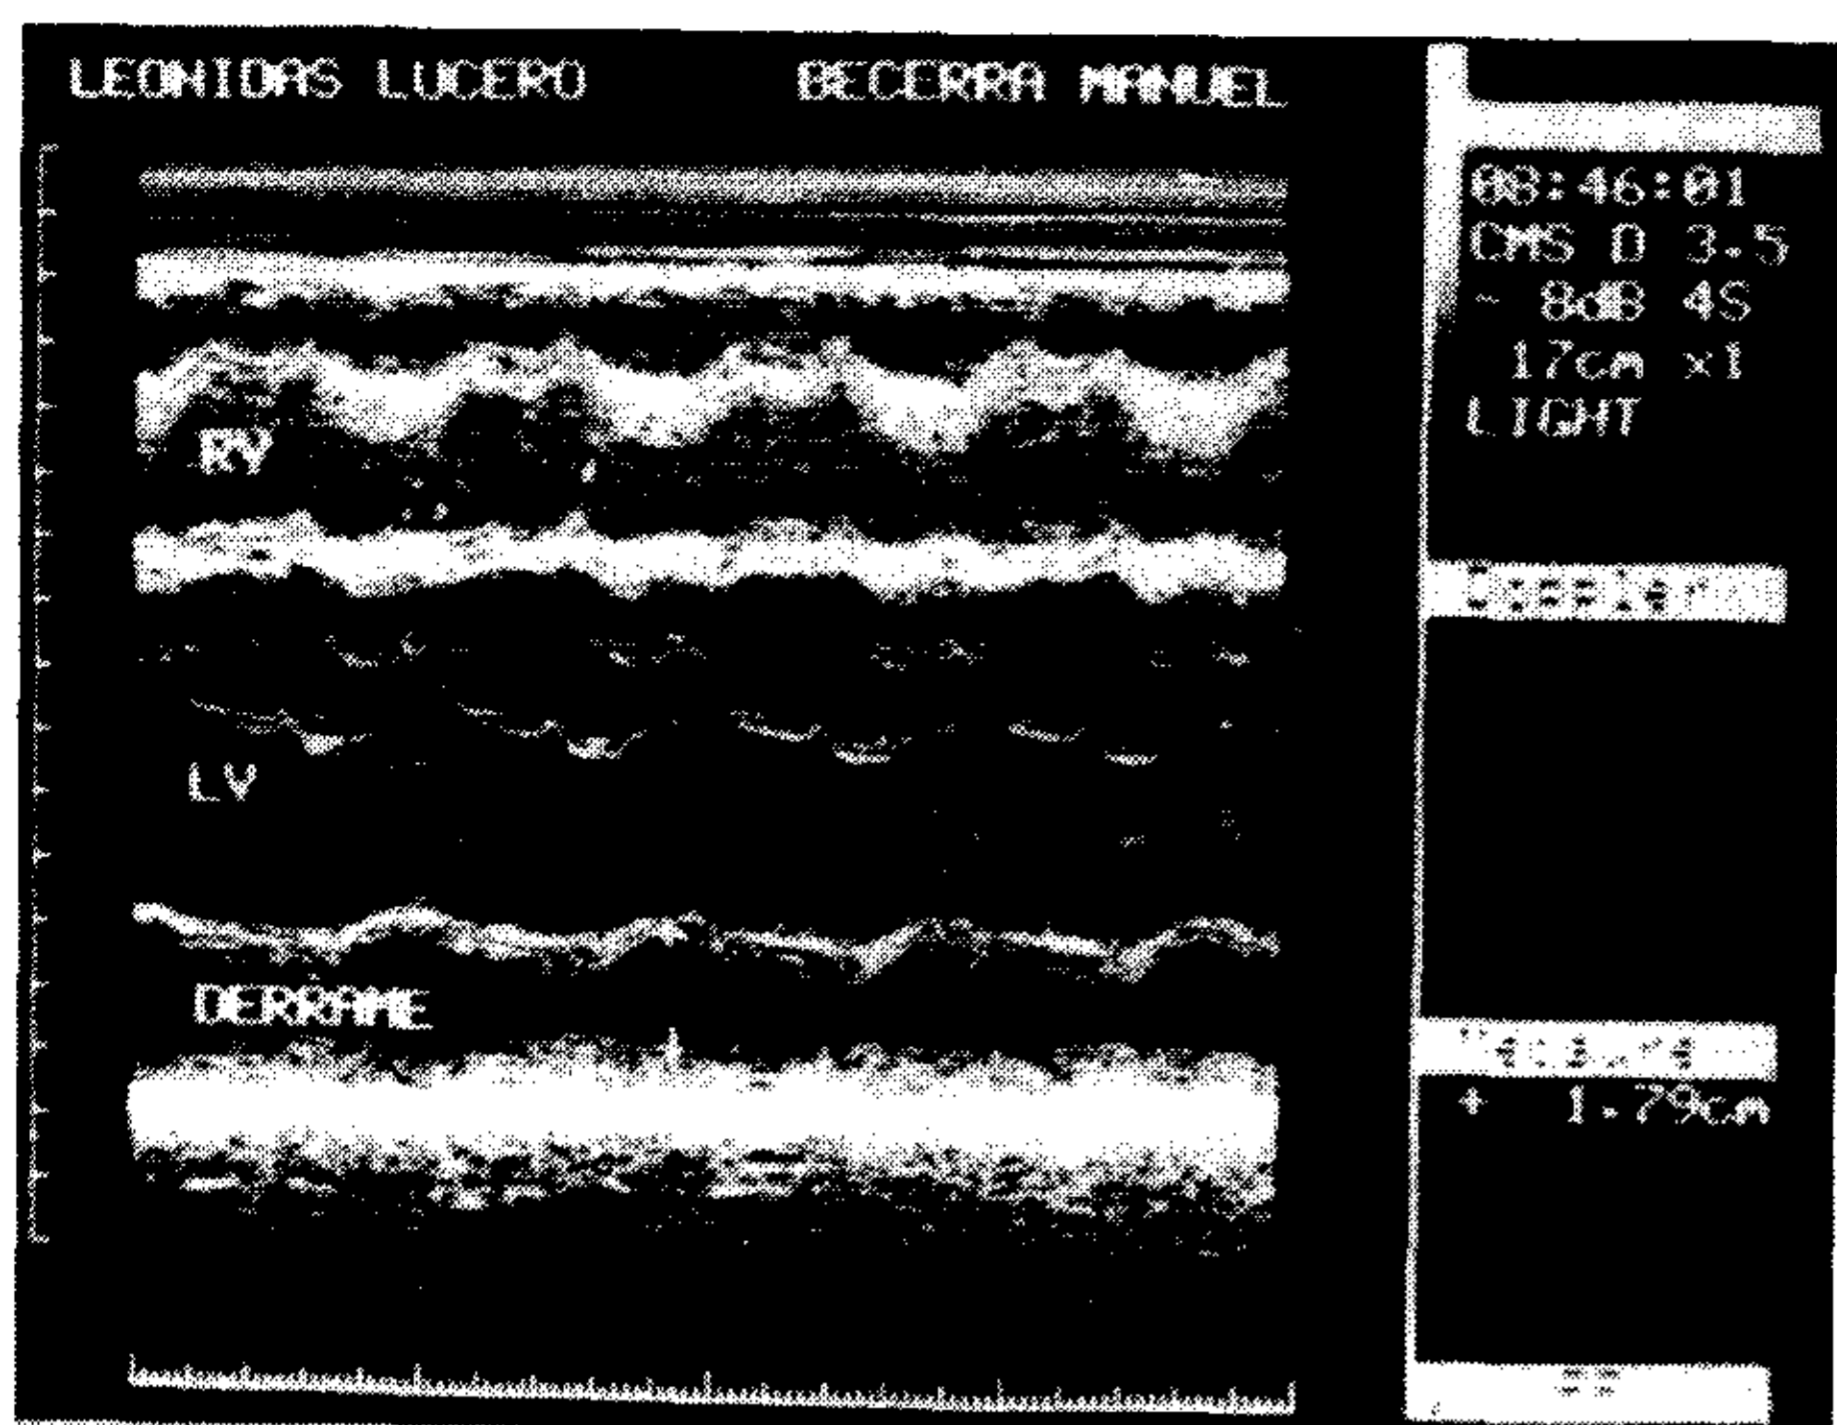 LEONIDAS LUCERO BECERRA MANUEL
08:46:01
CMS D 3.5
- 8dB 4S
17cm x1
LIGHT
RV
Doppler
LV
DERRAME
+ 1.79cm